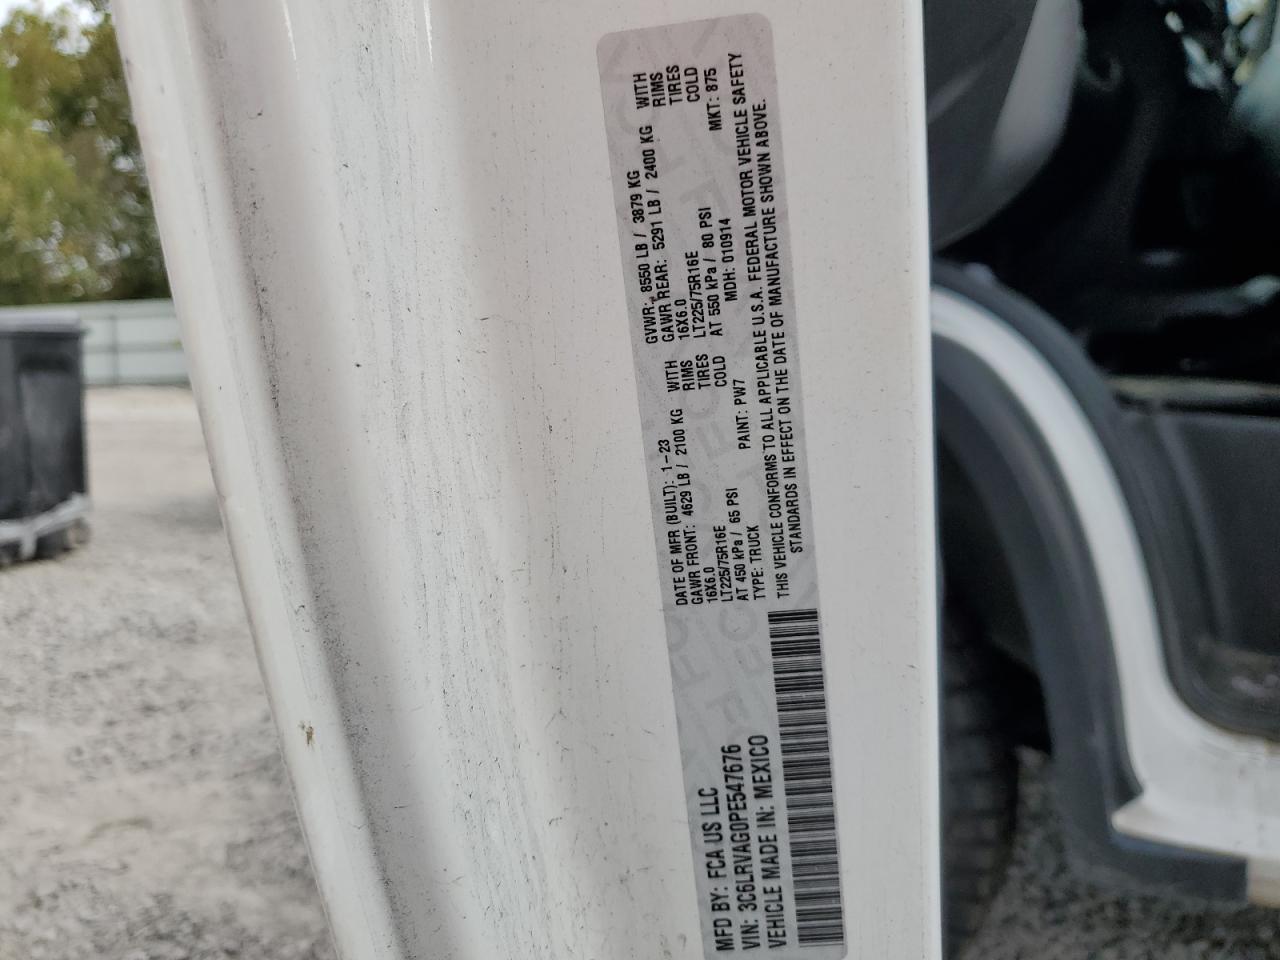 MFD BY: FCA US LLC
VIN: 3C6LRVAG0PE547676
VEHICLE MADE IN: MEXICO
DATE OF MFR (BUILT): 1-23 GVWR: 8550 LB / 3879 KG
GAWR FRONT: 4629 LB / 2100 KG WITH GAWR REAR: 5291 LB / 2400 KG WITH
16X6.0 RIMS 16X6.0 RIMS
LT225/75R16E TIRES LT225/75R16E TIRES
AT 450 kPa / 65 PSI COLD AT 550 kPa / 80 PSI COLD
TYPE: TRUCK PAINT: PW7 MDH: 010914 MKT: 875
THIS VEHICLE CONFORMS TO ALL APPLICABLE U.S.A. FEDERAL MOTOR VEHICLE SAFETY
STANDARDS IN EFFECT ON THE DATE OF MANUFACTURE SHOWN ABOVE.